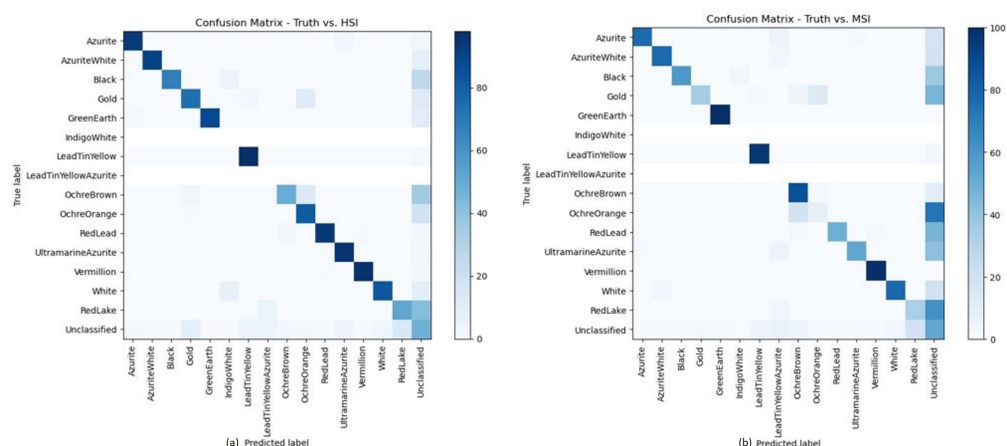 Confusion Matrix - Truth vs. HSI
True label
Azurite
AzuriteWhite
Black
Gold
GreenEarth
IndigoWhite
LeadTinYellow
LeadTinYellowAzurite
OchreBrown
OchreOrange
RedLead
UltramarineAzurite
Vermillion
White
RedLake
Unclassified
Azurite
AzuriteWhite
Black
Gold
GreenEarth
IndigoWhite
LeadTinYellow
LeadTinYellowAzurite
OchreBrown
OchreOrange
RedLead
UltramarineAzurite
Vermillion
White
RedLake
Unclassified
80
60
40
20
0
(a) Predicted label
Confusion Matrix - Truth vs. MSI
True label
Azurite
AzuriteWhite
Black
Gold
GreenEarth
IndigoWhite
LeadTinYellow
LeadTinYellowAzurite
OchreBrown
OchreOrange
RedLead
UltramarineAzurite
Vermillion
White
RedLake
Unclassified
Azurite
AzuriteWhite
Black
Gold
GreenEarth
IndigoWhite
LeadTinYellow
LeadTinYellowAzurite
OchreBrown
OchreOrange
RedLead
UltramarineAzurite
Vermillion
White
RedLake
Unclassified
100
80
60
40
20
0
(b) Predicted label